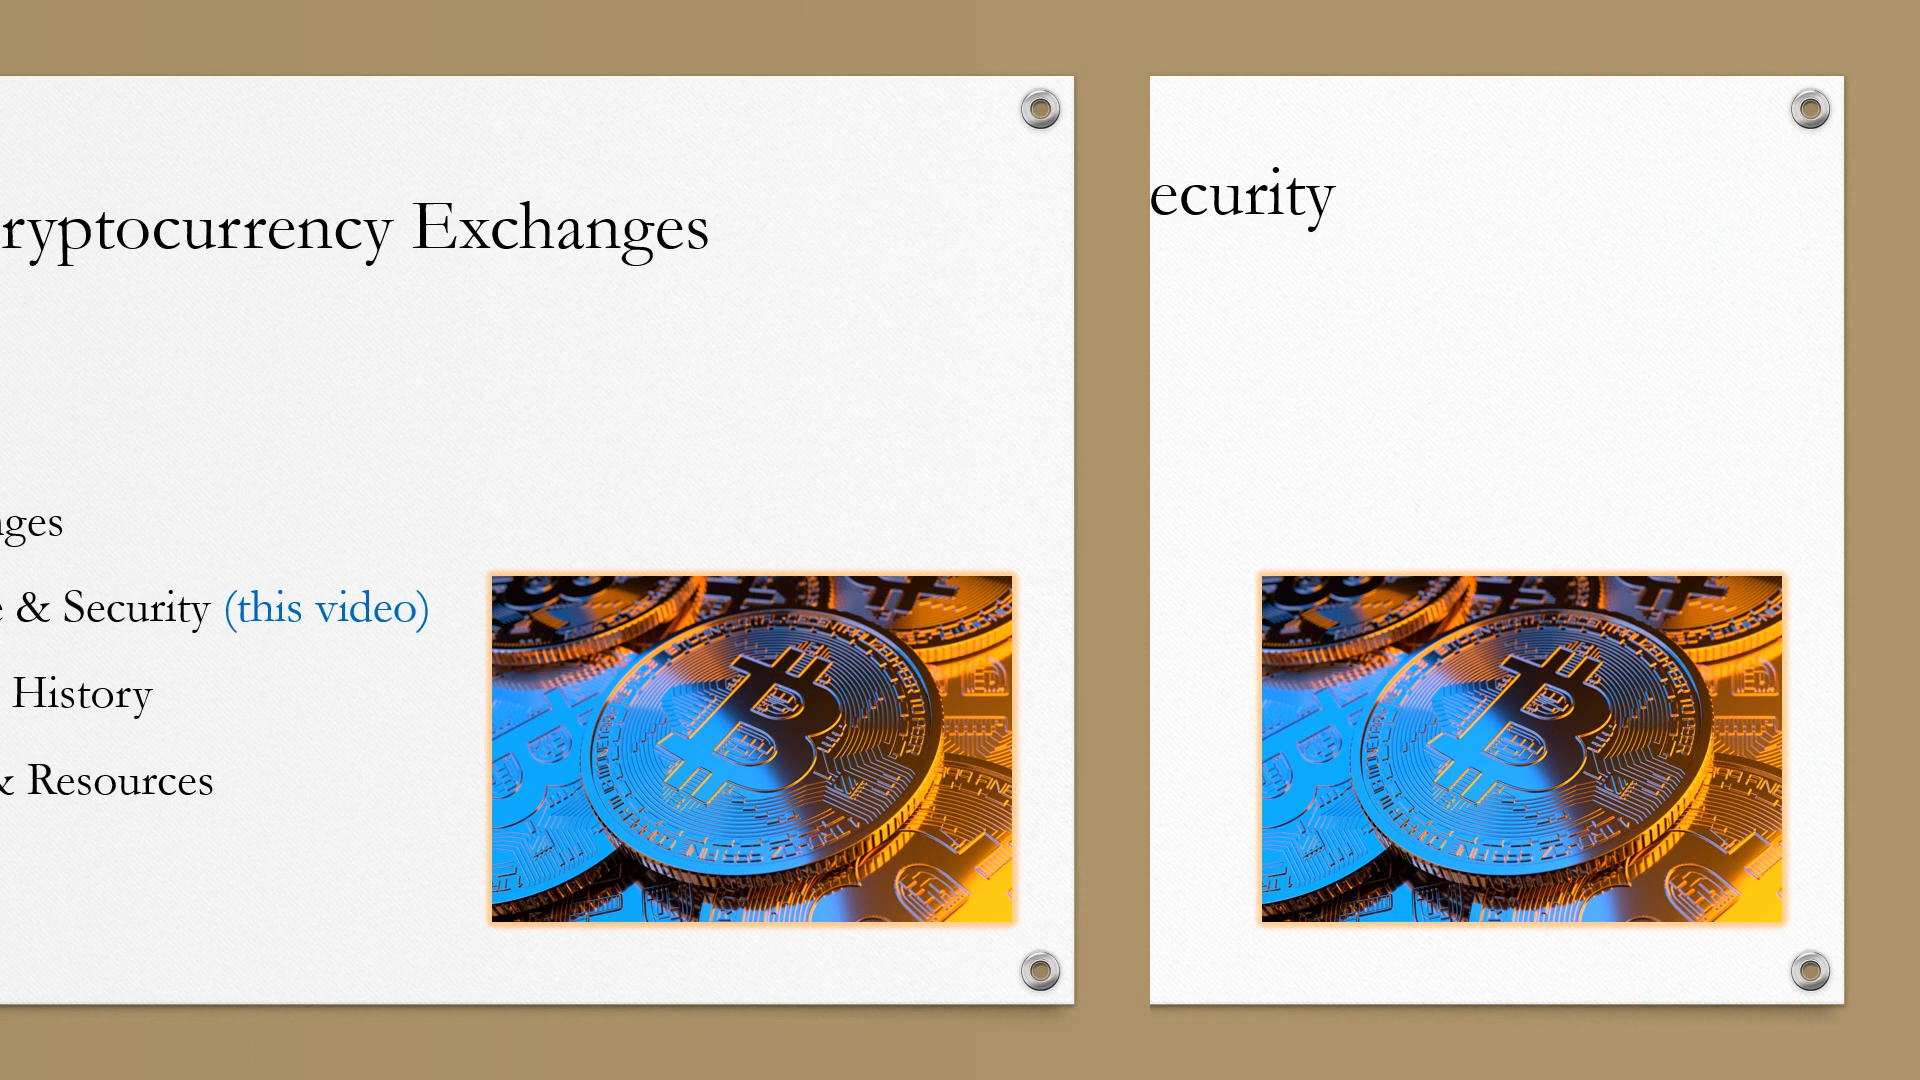 ryptocurrency Exchanges
ecurity
ges
& Security (this video)
History
& Resources